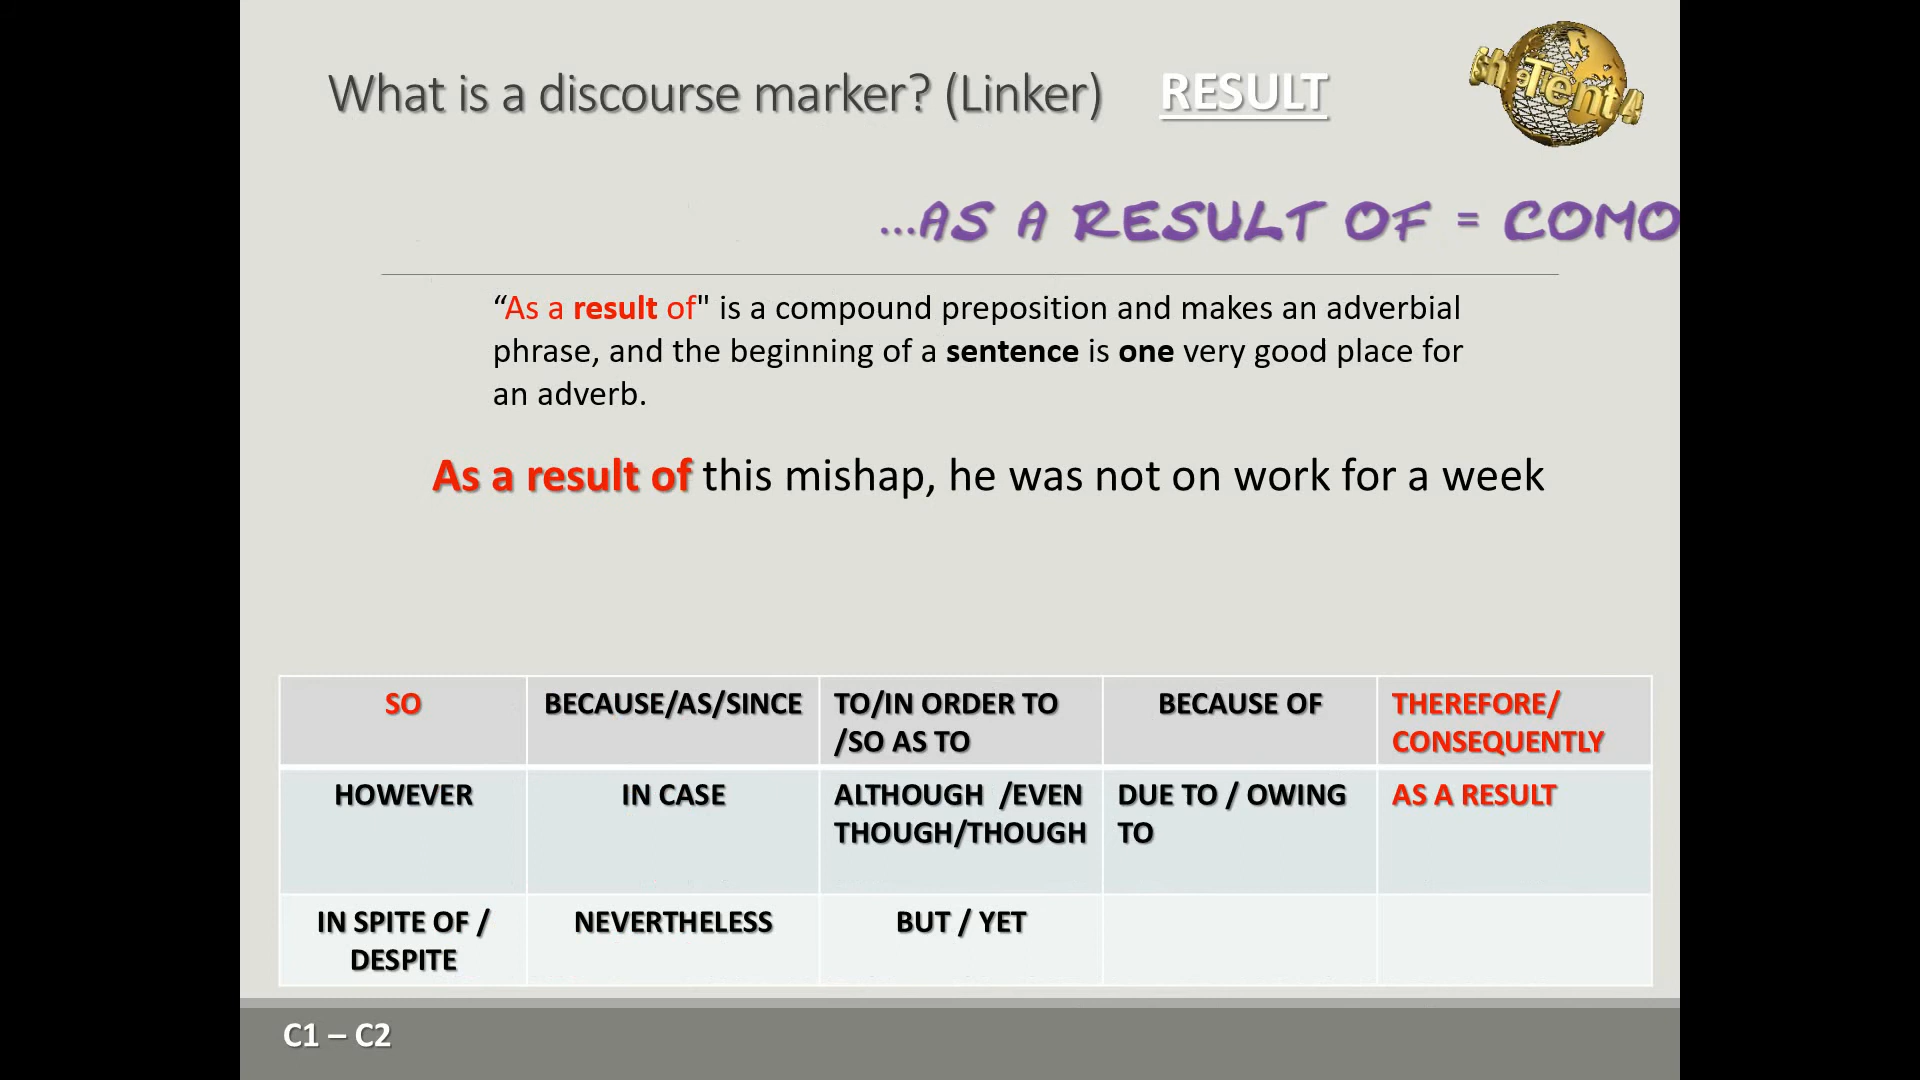 What is a discourse marker? (Linker) RESULT
Tent4
...AS A RESULT OF = COMO
“As a result of" is a compound preposition and makes an adverbial
phrase, and the beginning of a sentence is one very good place for
an adverb.
As a result of this mishap, he was not on work for a week
SO BECAUSE/AS/SINCE TO/IN ORDER TO BECAUSE OF THEREFORE/
/SO AS TO CONSEQUENTLY
HOWEVER IN CASE ALTHOUGH /EVEN DUE TO / OWING AS A RESULT
THOUGH/THOUGH TO
IN SPITE OF / NEVERTHELESS BUT / YET
DESPITE
C1 – C2